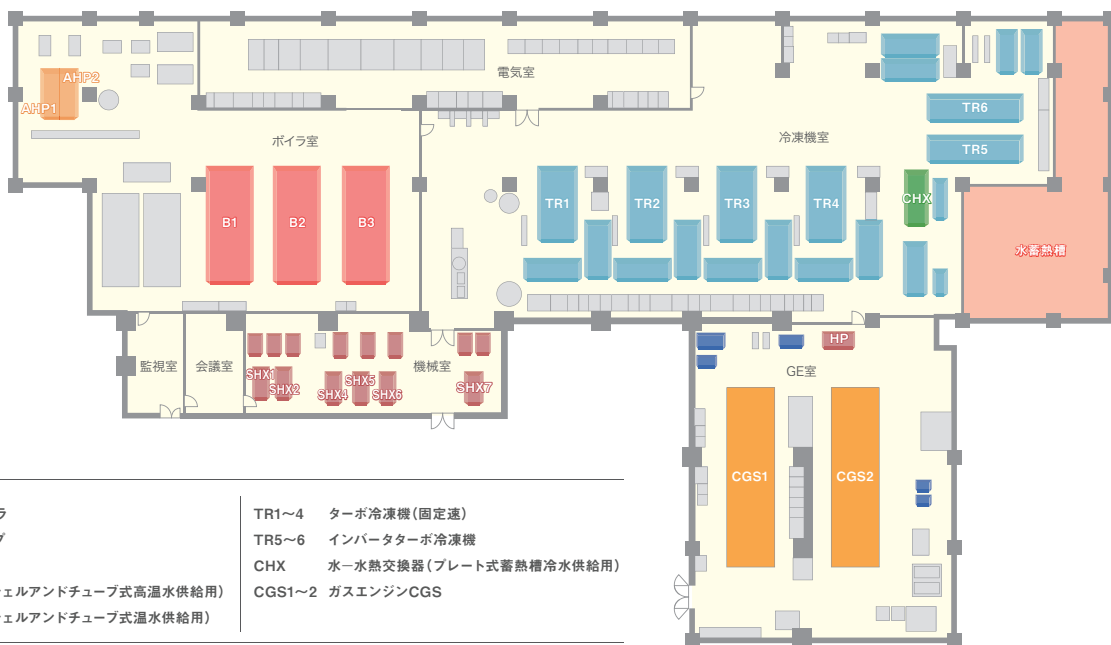 電気室
AHP2
AHP1
ボイラ室
冷凍機室
TR6
TR5
B1
B2
B3
TR1
TR2
TR3
TR4
CHX
水蓄熱槽
監視室
会議室
機械室
SHX1
SHX2
SHX4
SHX5
SHX6
SHX7
HP
GE室
CGS1
CGS2
ラ
プ
ェルアンドチューブ式高温水供給用)
ェルアンドチューブ式温水供給用)
TR1〜4 ターボ冷凍機(固定速)
TR5〜6 インバータターボ冷凍機
CHX 水ー水熱交換器(プレート式蓄熱槽冷水供給用)
CGS1〜2 ガスエンジンCGS